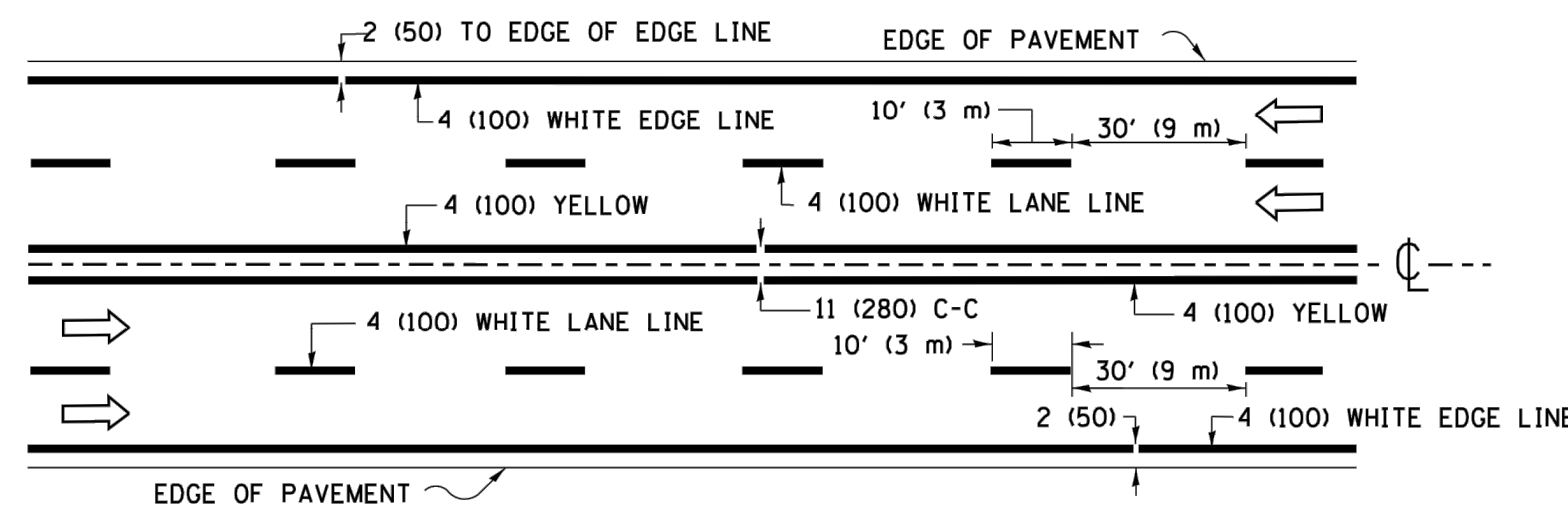 2 (50) TO EDGE OF EDGE LINE
EDGE OF PAVEMENT
4 (100) WHITE EDGE LINE
10' (3 m)
30' (9 m)
4 (100) YELLOW
4 (100) WHITE LANE LINE
CL
11 (280) C-C
4 (100) YELLOW
4 (100) WHITE LANE LINE
10' (3 m)
30' (9 m)
2 (50)
4 (100) WHITE EDGE LINE
EDGE OF PAVEMENT